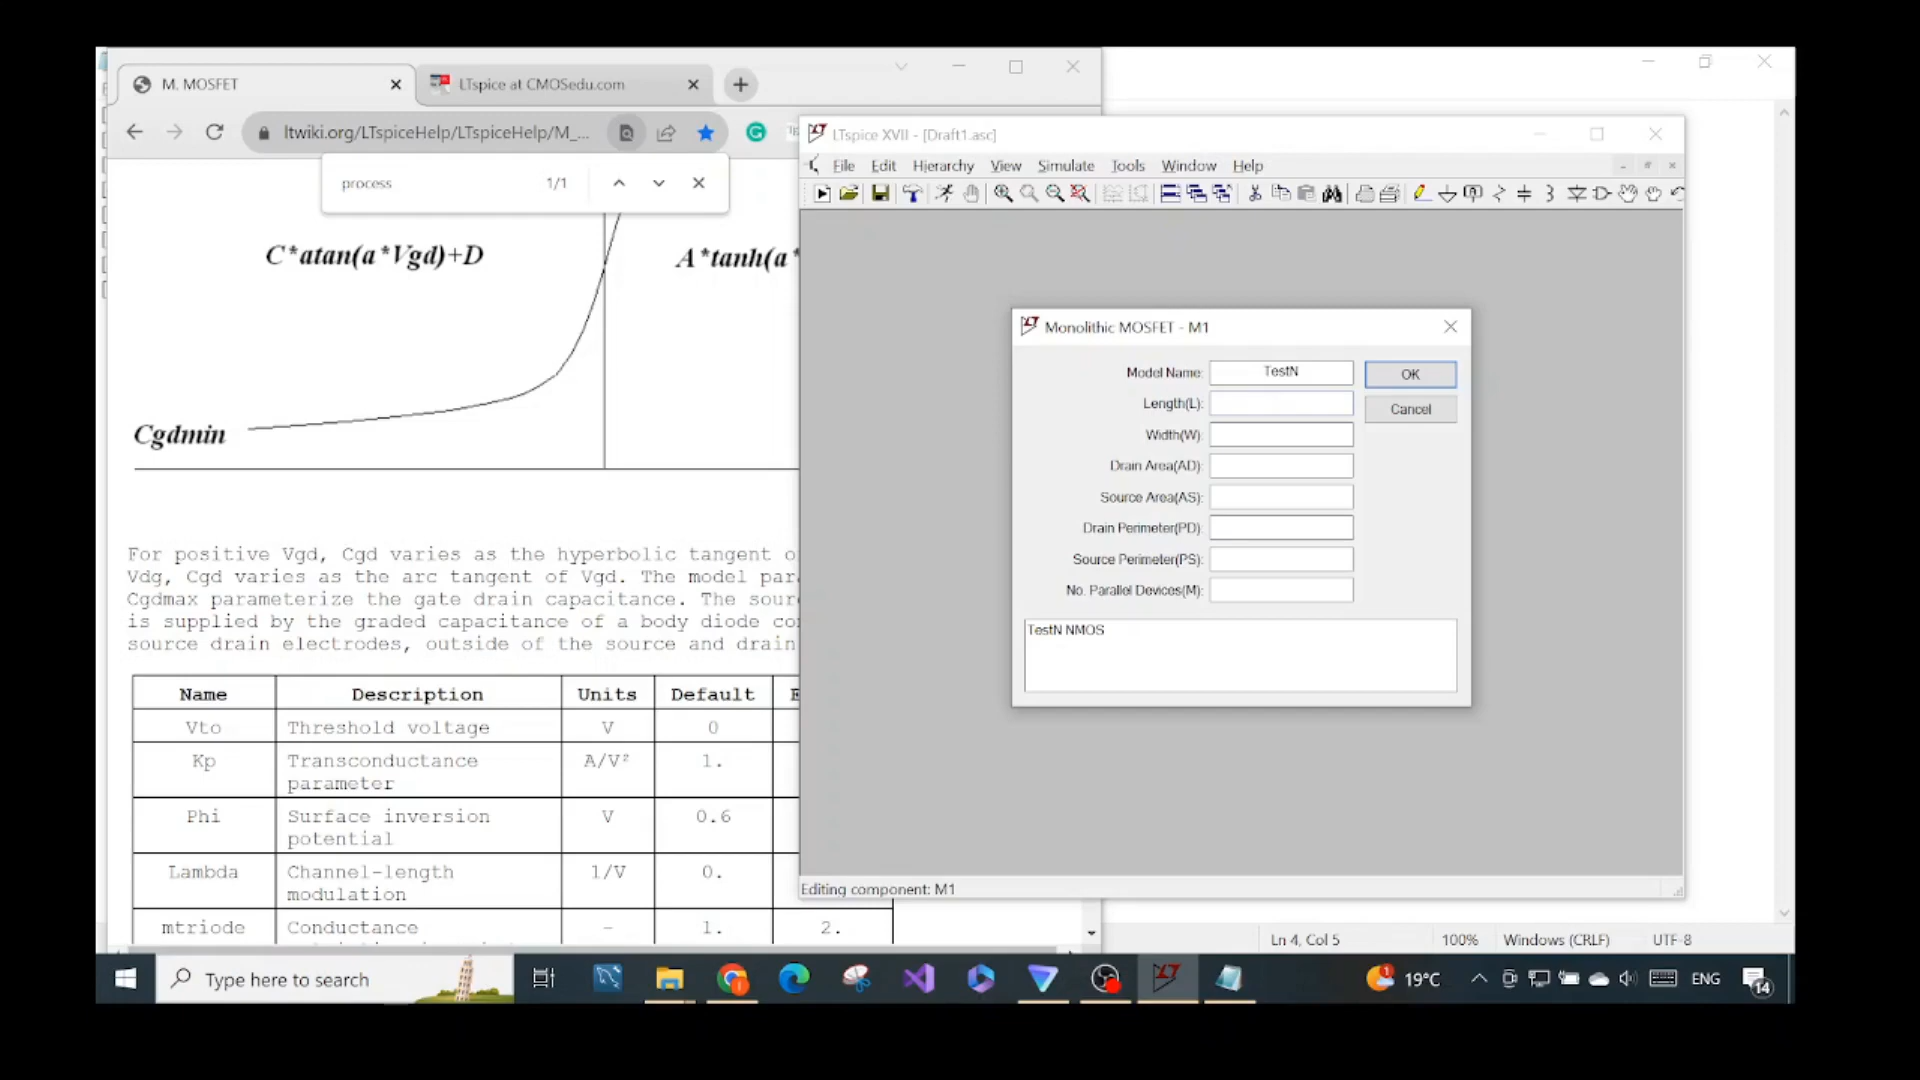 M. MOSFET
LTspice at CMOSedu.com
ltwiki.org/LTspiceHelp/LTspiceHelp/M_...
process
1/1
C*atan(a*Vgd)+D
A*tanh(a*
Cgdmin
For positive Vgd, Cgd varies as the hyperbolic tangent o
Vdg, Cgd varies as the arc tangent of Vgd. The model par
Cgdmax parameterize the gate drain capacitance. The sour
is supplied by the graded capacitance of a body diode co
source drain electrodes, outside of the source and drain
Name Description Units Default E
Vto Threshold voltage V 0
Kp Transconductance parameter A/V² 1.
Phi Surface inversion potential V 0.6
Lambda Channel-length modulation 1/V 0.
mtriode Conductance - 1. 2.
LTspice XVII - [Draft1.asc]
File Edit Hierarchy View Simulate Tools Window Help
Monolithic MOSFET - M1
Model Name: TestN OK
Length(L): Cancel
Width(W):
Drain Area(AD):
Source Area(AS):
Drain Perimeter(PD):
Source Perimeter(PS):
No. Parallel Devices(M):
TestN NMOS
Editing component: M1
Ln 4, Col 5 100% Windows (CRLF) UTF-8
Type here to search
1
19°C
ENG
14